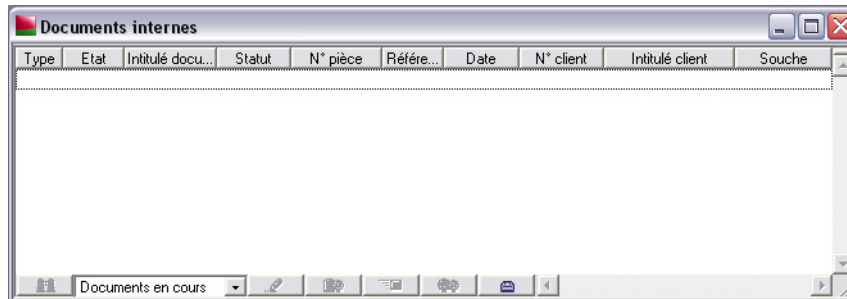 Documents internes
Type Etat Intitulé docu... Statut N° pièce Référe... Date N° client Intitulé client Souche
Documents en cours